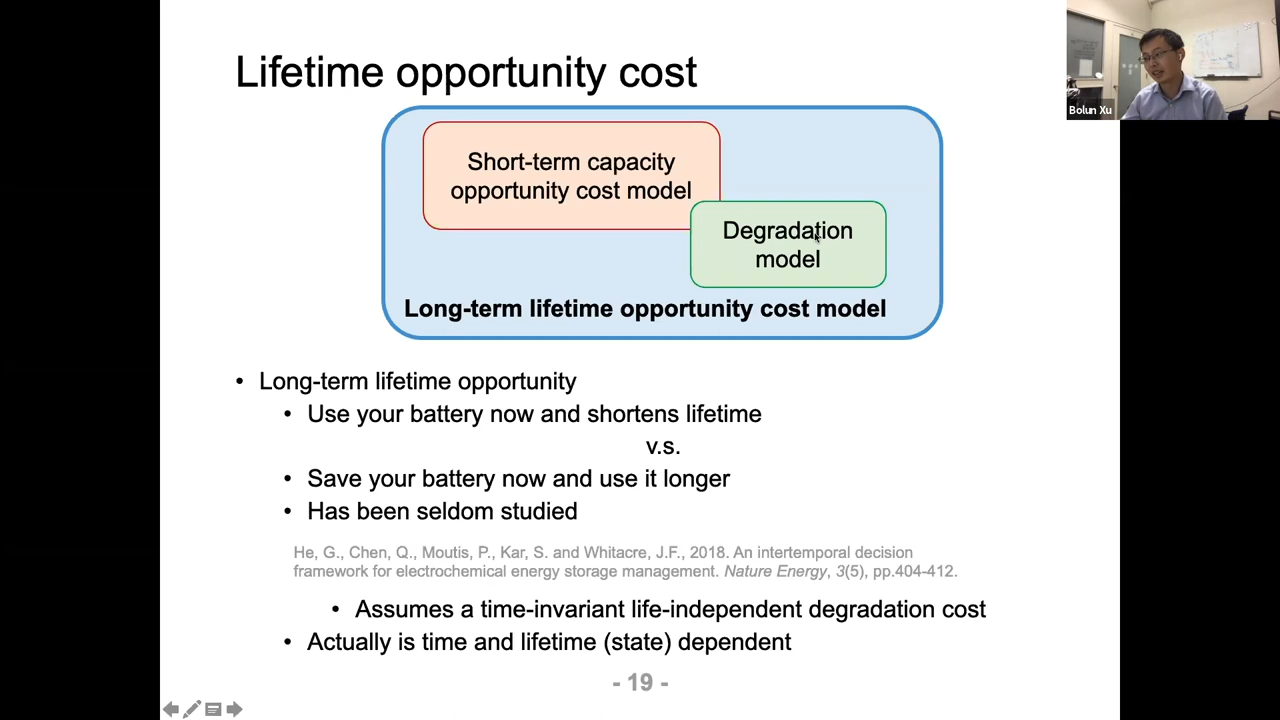 Lifetime opportunity cost
Bolun Xu
Short-term capacity
opportunity cost model
Degradation
model
Long-term lifetime opportunity cost model
• Long-term lifetime opportunity
• Use your battery now and shortens lifetime
v.s.
• Save your battery now and use it longer
• Has been seldom studied
He, G., Chen, Q., Moutis, P., Kar, S. and Whitacre, J.F., 2018. An intertemporal decision
framework for electrochemical energy storage management. Nature Energy, 3(5), pp.404-412.
• Assumes a time-invariant life-independent degradation cost
• Actually is time and lifetime (state) dependent
- 19 -